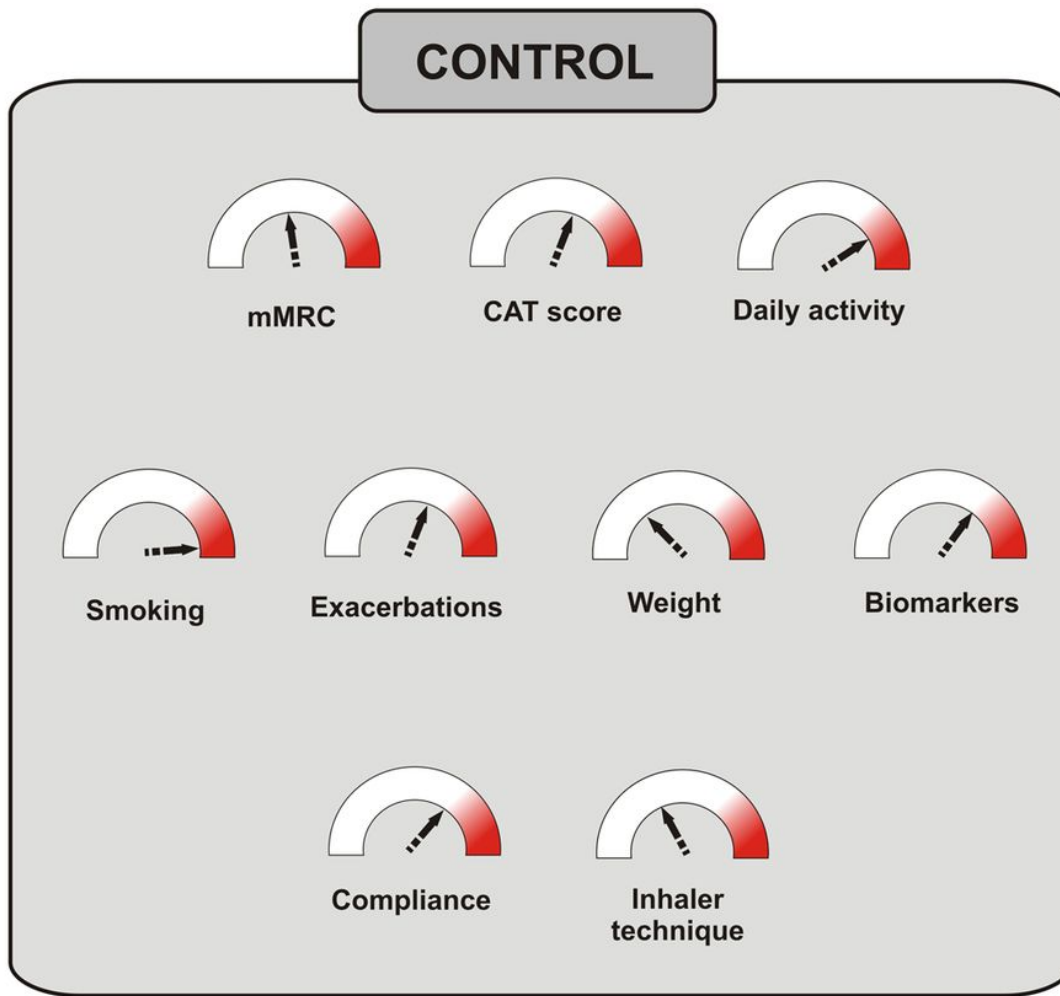 CONTROL
mMRC
CAT score
Daily activity
Smoking
Exacerbations
Weight
Biomarkers
Compliance
Inhaler
technique